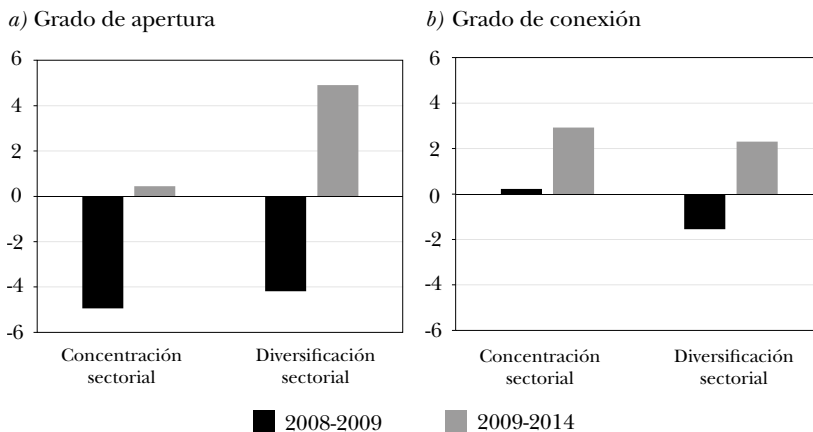 a) Grado de apertura
6
4
2
0
-2
-4
-6
Concentración
sectorial
Diversificación
sectorial
b) Grado de conexión
6
4
2
0
-2
-4
-6
Concentración
sectorial
Diversificación
sectorial
2008-2009
2009-2014